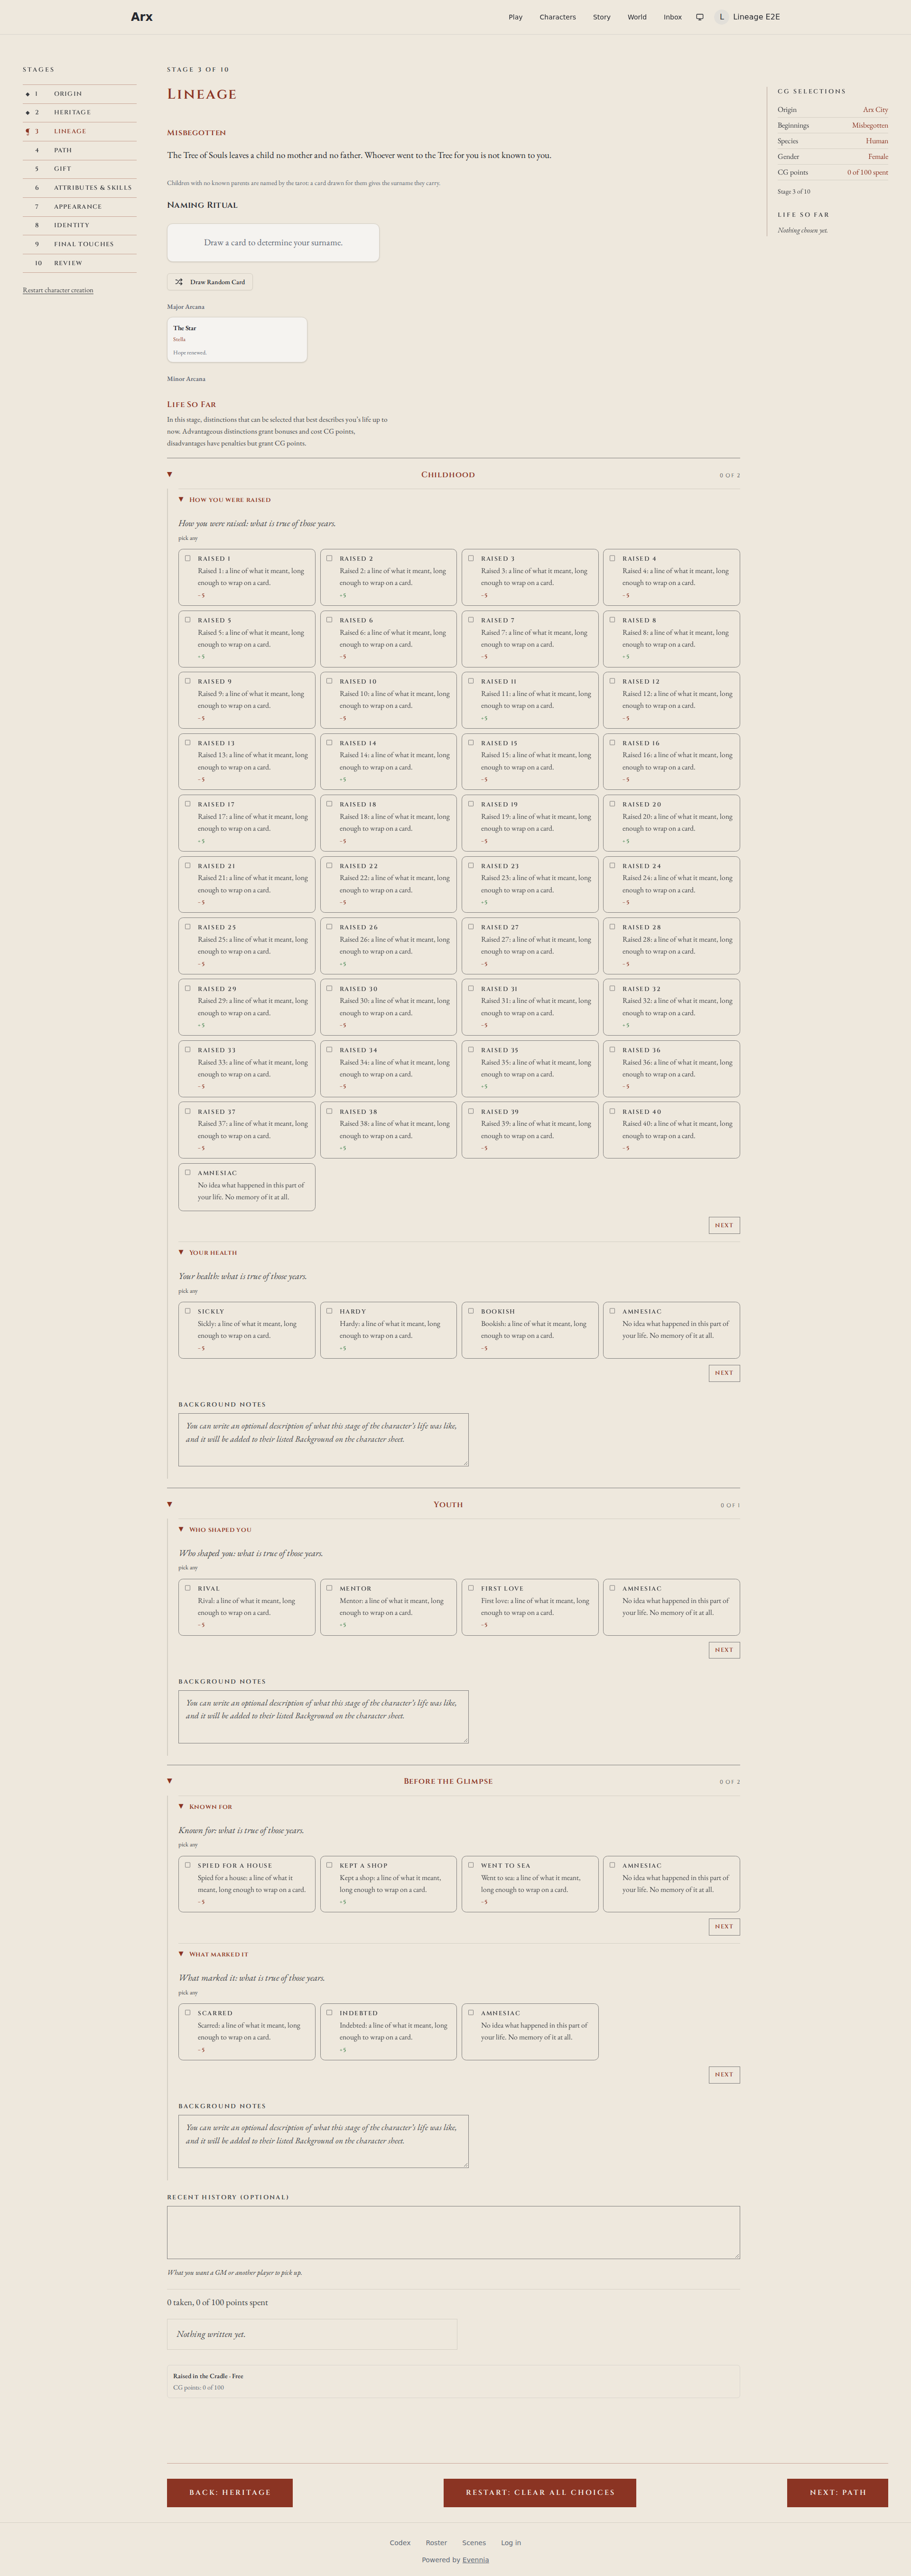 Arx
Play Characters Story World Inbox L Lineage E2E
STAGES
1 ORIGIN
2 HERITAGE
3 LINEAGE
4 PATH
5 GIFT
6 ATTRIBUTES & SKILLS
7 APPEARANCE
8 IDENTITY
9 FINAL TOUCHES
10 REVIEW
Restart character creation
STAGE 3 OF 10
LINEAGE
MISBEGOTTEN
The Tree of Souls leaves a child no mother and no father. Whoever went to the Tree for you is not known to you.
Children with no known parents are named by the tarot; a card drawn for them gives the surname they carry.
NAMING RITUAL
Draw a card to determine your surname.
Draw Random Card
Major Arcana
The Star
Stella
Hope renewed.
Minor Arcana
LIFE SO FAR
In this stage, distinctions that can be selected that best describe you's life up to
now. Advantageous distinctions grant bonuses and cost CG points,
disadvantages have penalties but grant CG points.
CHILDHOOD 0 OF 2
HOW YOU WERE RAISED
How you were raised: what is true of those years.
pick any
RAISED 1 RAISED 2 RAISED 3 RAISED 4
Raised 1: a line of what it meant, long Raised 2: a line of what it meant, long Raised 3: a line of what it meant, long Raised 4: a line of what it meant, long
enough to wrap on a card. enough to wrap on a card. enough to wrap on a card. enough to wrap on a card.
−5 +5 −5 −5
RAISED 5 RAISED 6 RAISED 7 RAISED 8
Raised 5: a line of what it meant, long Raised 6: a line of what it meant, long Raised 7: a line of what it meant, long Raised 8: a line of what it meant, long
enough to wrap on a card. enough to wrap on a card. enough to wrap on a card. enough to wrap on a card.
+5 −5 −5 +5
RAISED 9 RAISED 10 RAISED 11 RAISED 12
Raised 9: a line of what it meant, long Raised 10: a line of what it meant, long Raised 11: a line of what it meant, long Raised 12: a line of what it meant, long
enough to wrap on a card. enough to wrap on a card. enough to wrap on a card. enough to wrap on a card.
−5 −5 +5 −5
RAISED 13 RAISED 14 RAISED 15 RAISED 16
Raised 13: a line of what it meant, long Raised 14: a line of what it meant, long Raised 15: a line of what it meant, long Raised 16: a line of what it meant, long
enough to wrap on a card. enough to wrap on a card. enough to wrap on a card. enough to wrap on a card.
−5 +5 −5 −5
RAISED 17 RAISED 18 RAISED 19 RAISED 20
Raised 17: a line of what it meant, long Raised 18: a line of what it meant, long Raised 19: a line of what it meant, long Raised 20: a line of what it meant, long
enough to wrap on a card. enough to wrap on a card. enough to wrap on a card. enough to wrap on a card.
+5 −5 −5 +5
RAISED 21 RAISED 22 RAISED 23 RAISED 24
Raised 21: a line of what it meant, long Raised 22: a line of what it meant, long Raised 23: a line of what it meant, long Raised 24: a line of what it meant, long
enough to wrap on a card. enough to wrap on a card. enough to wrap on a card. enough to wrap on a card.
−5 −5 +5 −5
RAISED 25 RAISED 26 RAISED 27 RAISED 28
Raised 25: a line of what it meant, long Raised 26: a line of what it meant, long Raised 27: a line of what it meant, long Raised 28: a line of what it meant, long
enough to wrap on a card. enough to wrap on a card. enough to wrap on a card. enough to wrap on a card.
−5 +5 −5 −5
RAISED 29 RAISED 30 RAISED 31 RAISED 32
Raised 29: a line of what it meant, long Raised 30: a line of what it meant, long Raised 31: a line of what it meant, long Raised 32: a line of what it meant, long
enough to wrap on a card. enough to wrap on a card. enough to wrap on a card. enough to wrap on a card.
+5 −5 −5 +5
RAISED 33 RAISED 34 RAISED 35 RAISED 36
Raised 33: a line of what it meant, long Raised 34: a line of what it meant, long Raised 35: a line of what it meant, long Raised 36: a line of what it meant, long
enough to wrap on a card. enough to wrap on a card. enough to wrap on a card. enough to wrap on a card.
−5 −5 +5 −5
RAISED 37 RAISED 38 RAISED 39 RAISED 40
Raised 37: a line of what it meant, long Raised 38: a line of what it meant, long Raised 39: a line of what it meant, long Raised 40: a line of what it meant, long
enough to wrap on a card. enough to wrap on a card. enough to wrap on a card. enough to wrap on a card.
−5 +5 −5 −5
AMNESIAC
No idea what happened in this part of
your life. No memory of it at all.
NEXT
YOUR HEALTH
Your health: what is true of those years.
pick any
SICKLY HARDY BOOKISH AMNESIAC
Sickly: a line of what it meant, long Hardy: a line of what it meant, long Bookish: a line of what it meant, long No idea what happened in this part of
enough to wrap on a card. enough to wrap on a card. enough to wrap on a card. your life. No memory of it at all.
−5 +5 −5
NEXT
BACKGROUND NOTES
You can write an optional description of what this stage of the character's life was like,
and it will be added to their listed Background on the character sheet.
YOUTH 0 OF 1
WHO SHAPED YOU
Who shaped you: what is true of those years.
pick any
RIVAL MENTOR FIRST LOVE AMNESIAC
Rival: a line of what it meant, long Mentor: a line of what it meant, long First love: a line of what it meant, long No idea what happened in this part of
enough to wrap on a card. enough to wrap on a card. enough to wrap on a card. your life. No memory of it at all.
−5 +5 −5
NEXT
BACKGROUND NOTES
You can write an optional description of what this stage of the character's life was like,
and it will be added to their listed Background on the character sheet.
BEFORE THE GLIMPSE 0 OF 2
KNOWN FOR
Known for: what is true of those years.
pick any
SPIED FOR A HOUSE KEPT A SHOP WENT TO SEA AMNESIAC
Spied for a house: a line of what it Kept a shop: a line of what it meant, Went to sea: a line of what it meant, No idea what happened in this part of
meant, long enough to wrap on a card. long enough to wrap on a card. long enough to wrap on a card. your life. No memory of it at all.
−5 +5 −5
NEXT
WHAT MARKED IT
What marked it: what is true of those years.
pick any
SCARRED INDEBTED AMNESIAC
Scarred: a line of what it meant, long Indebted: a line of what it meant, long No idea what happened in this part of
enough to wrap on a card. enough to wrap on a card. your life. No memory of it at all.
−5 +5
NEXT
BACKGROUND NOTES
You can write an optional description of what this stage of the character's life was like,
and it will be added to their listed Background on the character sheet.
RECENT HISTORY (OPTIONAL)
What you want a GM or another player to pick up.
0 taken, 0 of 100 points spent
Nothing written yet.
Raised in the Cradle · Free
CG points: 0 of 100
CG SELECTIONS
Origin Arx City
Beginnings Misbegotten
Species Human
Gender Female
CG points 0 of 100 spent
Stage 3 of 10
LIFE SO FAR
Nothing chosen yet.
BACK: HERITAGE RESTART: CLEAR ALL CHOICES NEXT: PATH
Codex Roster Scenes Log in
Powered by Evennia